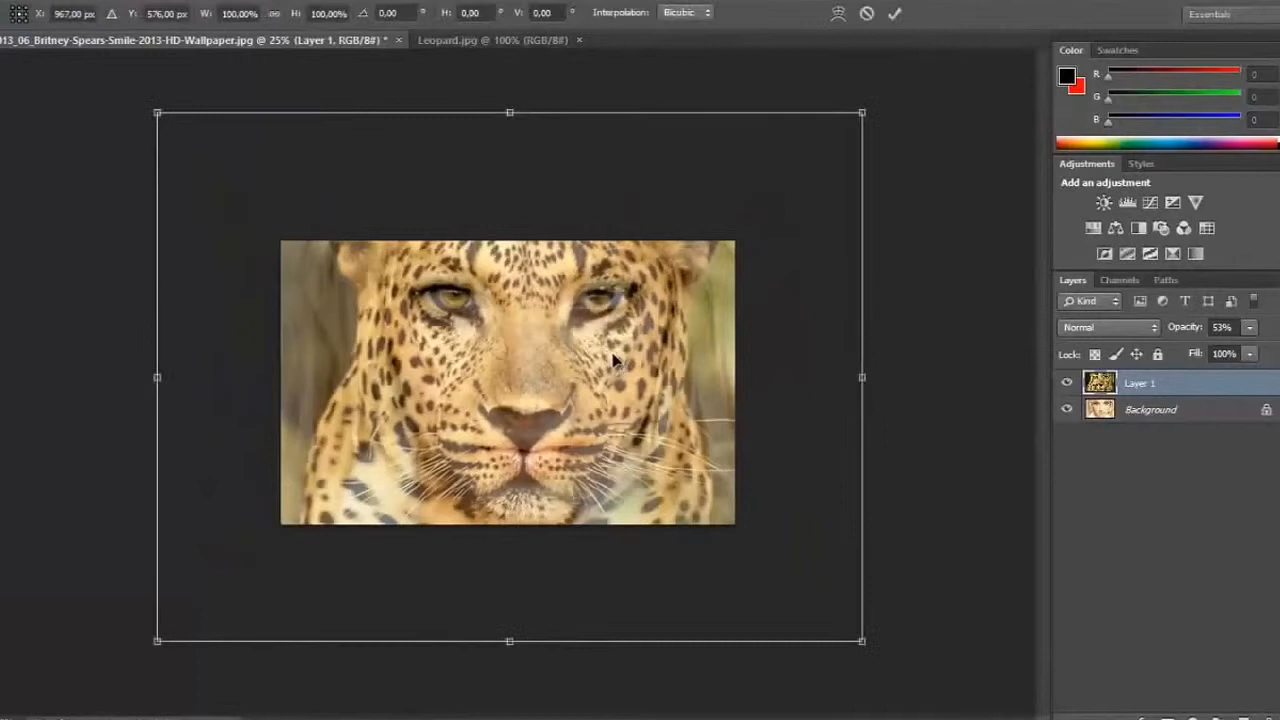 X: 967,00 px Y: 576,00 px W: 100,00% H: 100,00% 0,00 ° H: 0,00 ° V: 0,00 ° Interpolation: Bicubic Essentials
013_06_Britney-Spears-Smile-2013-HD-Wallpaper.jpg @ 25% (Layer 1, RGB/8#) * × Leopard.jpg @ 100% (RGB/8#) ×
Color Swatches
R 0
G 0
B 0
Adjustments Styles
Add an adjustment
Layers Channels Paths
Kind
Normal Opacity: 53%
Lock: Fill: 100%
Layer 1
Background